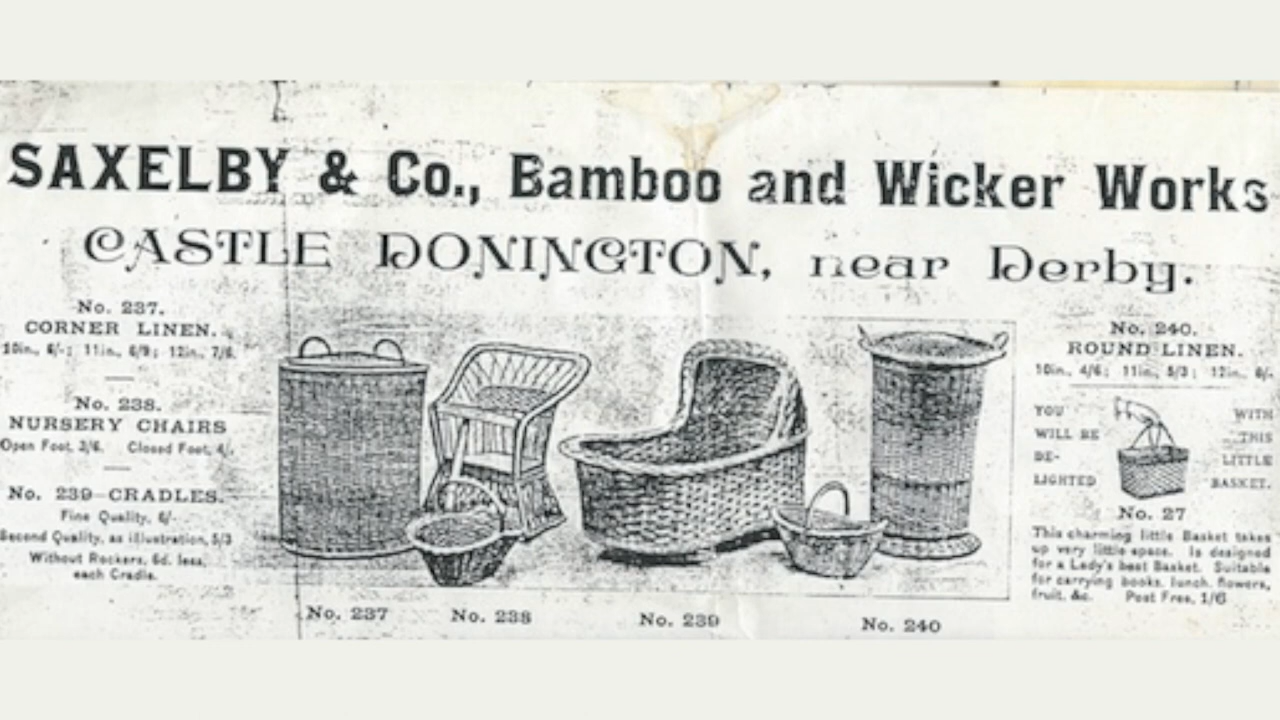 SAXELBY & Co., Bamboo and Wicker Works
CASTLE DONINGTON, near Derby.
No. 237.
CORNER LINEN.
10in., 6/-; 11in., 6/9; 12in., 7/6.
No. 238.
NURSERY CHAIRS
Open Foot, 3/6. Closed Foot, 4/.
No. 239 CRADLES.
Fine Quality, 6/-
Second Quality, as illustration, 5/3
Without Rockers, 6d. less,
each Cradle.
No. 237 No. 238 No. 239 No. 240
No. 240.
ROUND LINEN.
10in., 4/6; 11in., 5/3; 12in., 6/-
YOU WITH
WILL BE THIS
DE- LITTLE
LIGHTED BASKET.
No. 27
This charming little Basket takes
up very little space. Is designed
for a Lady's best Basket. Suitable
for carrying books, lunch, flowers,
fruit, &c. Post Free, 1/6